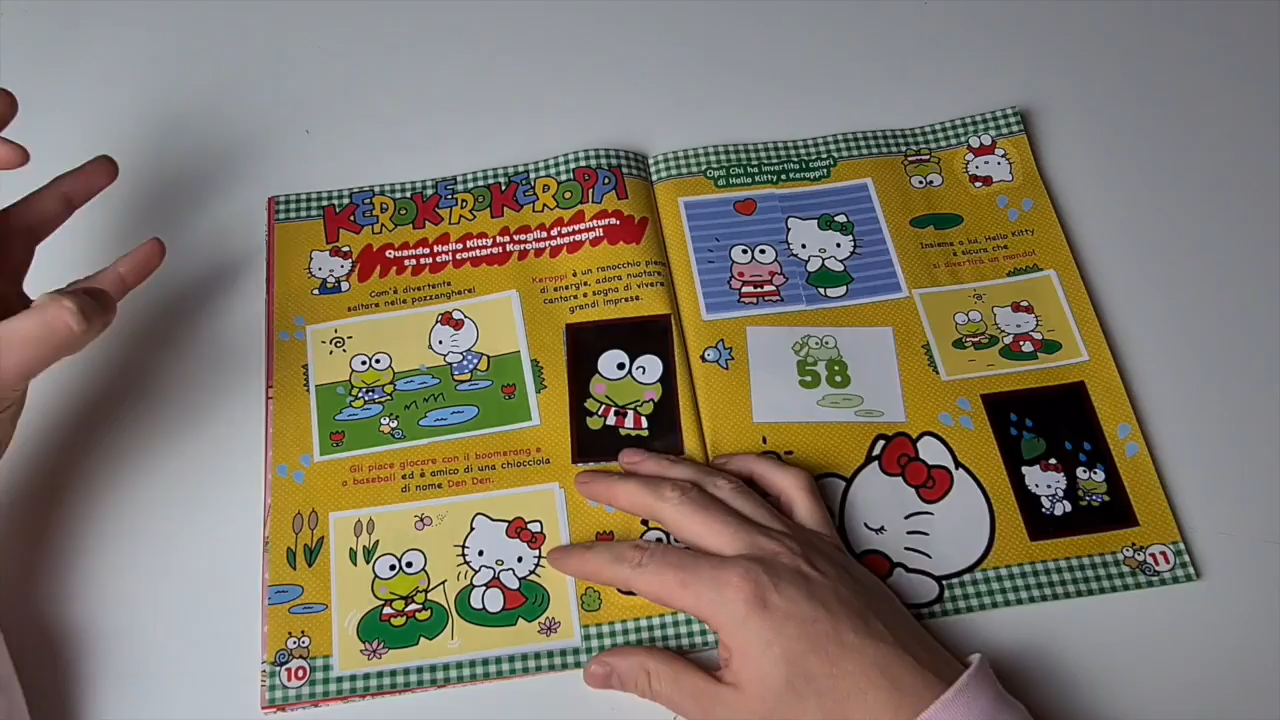 KEROKEROKEROPPI
Quando Hello Kitty ha voglia d'avventura,
sa su chi contare: Kerokerokeroppi!
Com'è divertente
saltare nelle pozzanghere!
Keroppi è un ranocchio pieno
di energie, adora nuotare,
cantare e sogna di vivere
grandi imprese.
Gli piace giocare con il boomerang e
a baseball ed è amico di una chiocciola
di nome Den Den.
10
Ops! Chi ha invertito i colori
di Hello Kitty e Keroppi?
Insieme a lui, Hello Kitty
è sicura che
si divertirà un mondo!
58
11